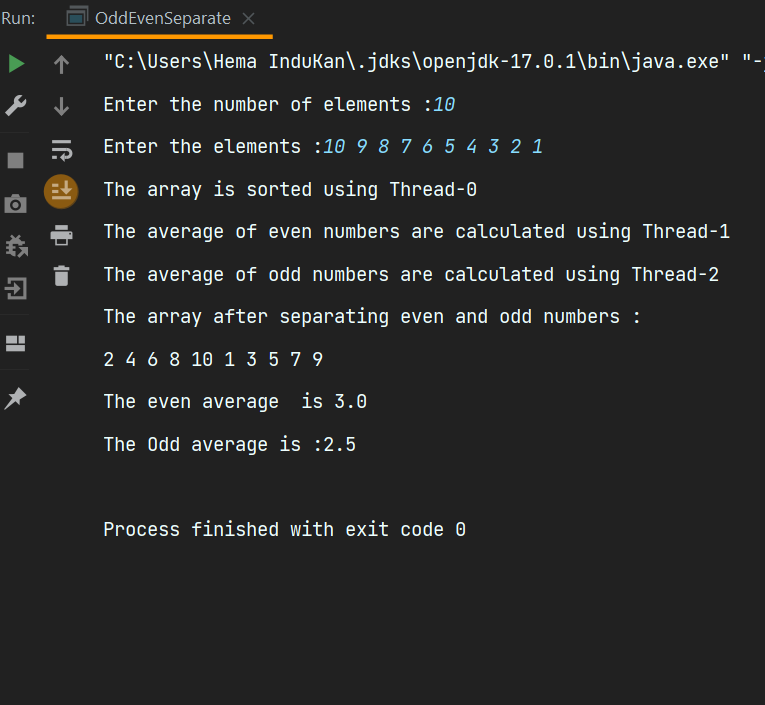 Run: OddEvenSeparate
"C:\Users\Hema InduKan\.jdks\openjdk-17.0.1\bin\java.exe" "-
Enter the number of elements :10
Enter the elements :10 9 8 7 6 5 4 3 2 1
The array is sorted using Thread-0
The average of even numbers are calculated using Thread-1
The average of odd numbers are calculated using Thread-2
The array after separating even and odd numbers :
2 4 6 8 10 1 3 5 7 9
The even average  is 3.0
The Odd average is :2.5
Process finished with exit code 0